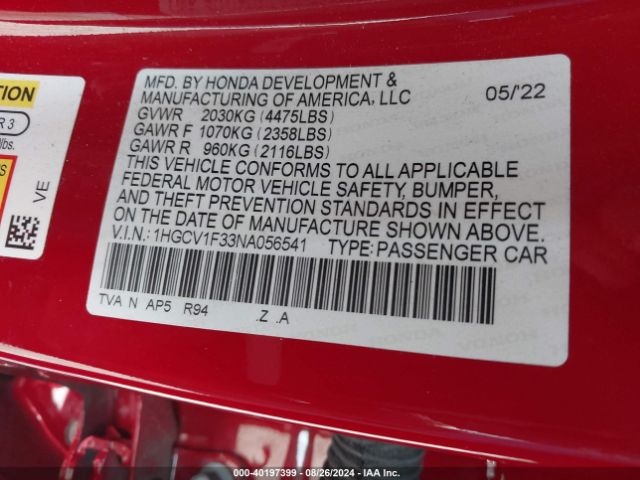 TION
R 3
lbs.
VE
MFD. BY HONDA DEVELOPMENT &
MANUFACTURING OF AMERICA, LLC 05/'22
GVWR 2030KG (4475LBS)
GAWR F 1070KG (2358LBS)
GAWR R 960KG (2116LBS)
THIS VEHICLE CONFORMS TO ALL APPLICABLE
FEDERAL MOTOR VEHICLE SAFETY, BUMPER,
AND THEFT PREVENTION STANDARDS IN EFFECT
ON THE DATE OF MANUFACTURE SHOWN ABOVE.
V.I.N.: 1HGCV1F33NA056541 TYPE: PASSENGER CAR
TVA N AP5 R94 .Z .A
000-40197399 - 08/26/2024 - IAA Inc.